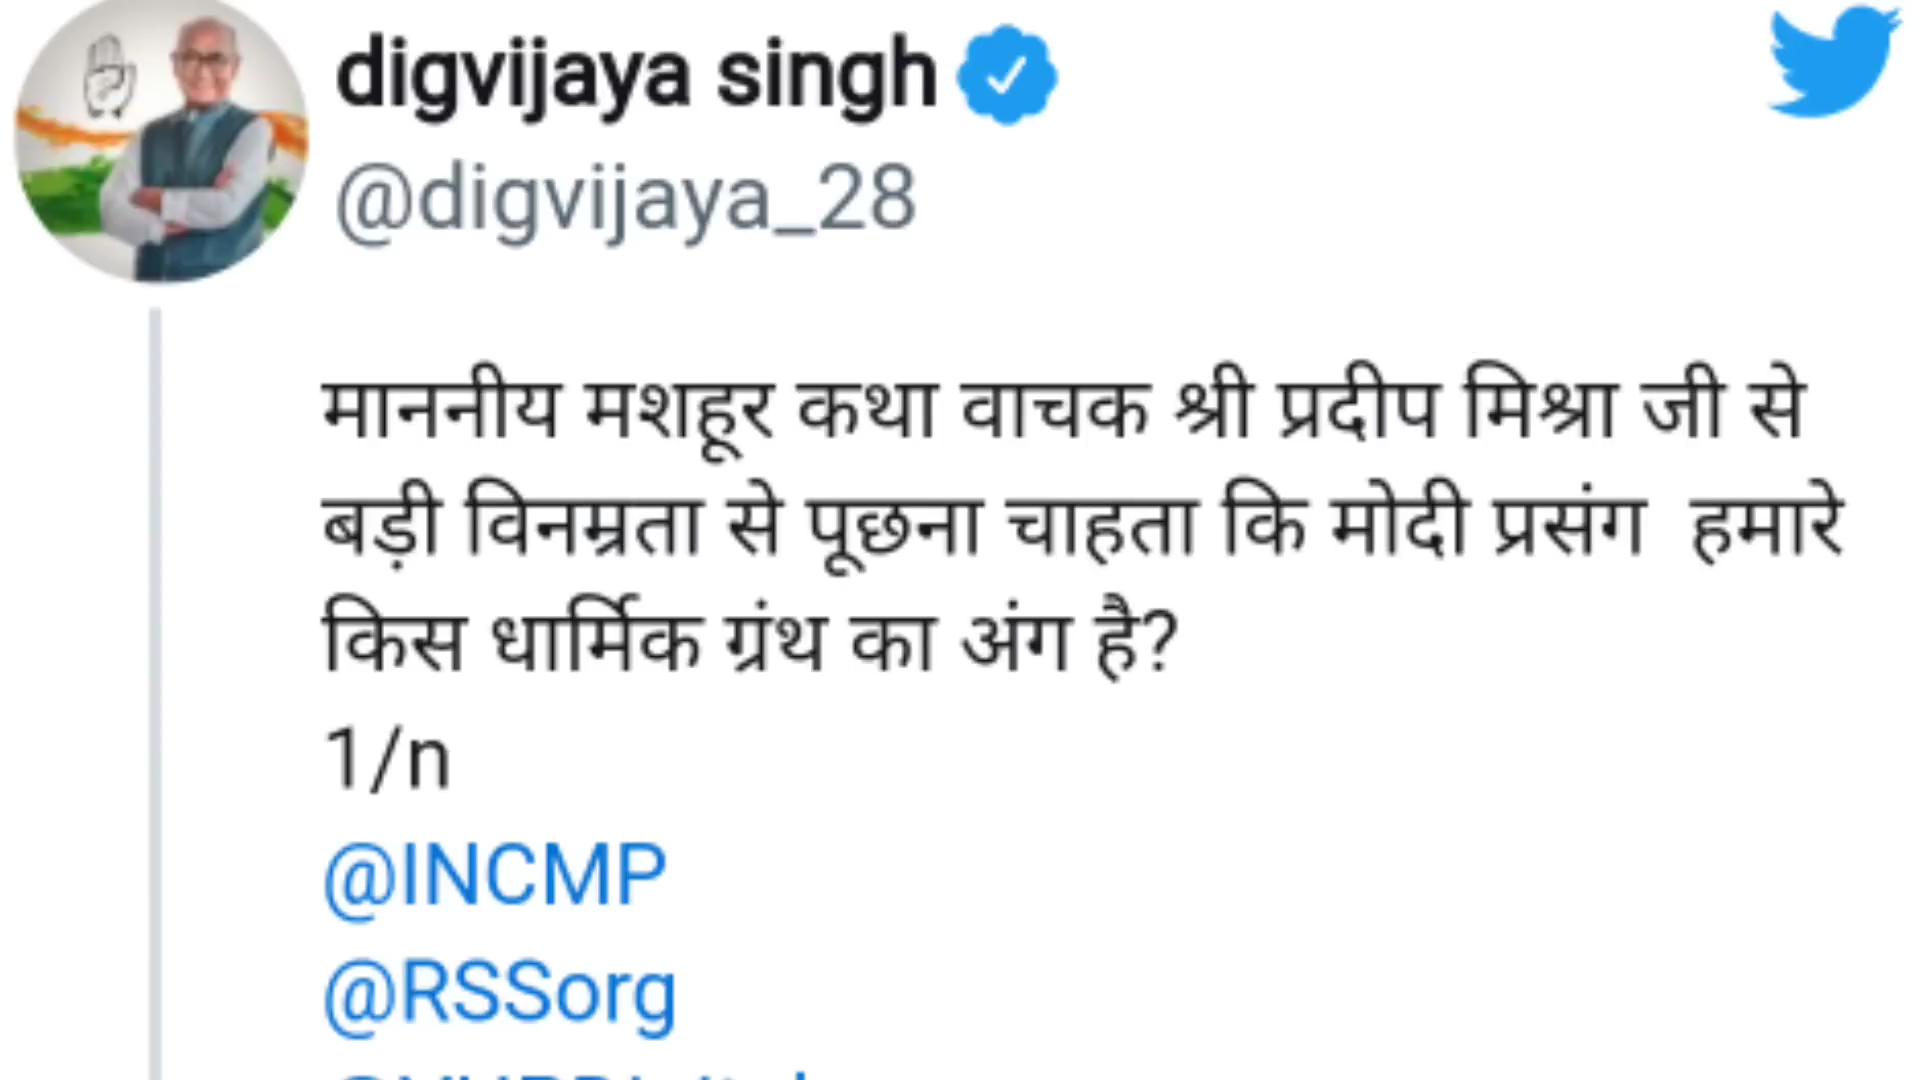 digvijaya singh
@digvijaya_28
माननीय मशहूर कथा वाचक श्री प्रदीप मिश्रा जी से
बड़ी विनम्रता से पूछना चाहता कि मोदी प्रसंग हमारे
किस धार्मिक ग्रंथ का अंग है?
1/n
@INCMP
@RSSorg